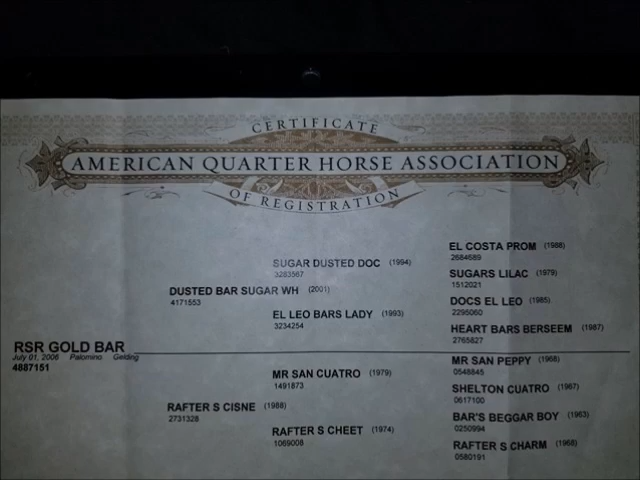 CERTIFICATE
AMERICAN QUARTER HORSE ASSOCIATION
OF REGISTRATION
EL COSTA PROM (1988)
2684689
SUGAR DUSTED DOC (1994)
3283567
SUGARS LILAC (1979)
1512021
DUSTED BAR SUGAR WH (2001)
4171553
DOCS EL LEO (1985)
2295060
EL LEO BARS LADY (1993)
3234254
HEART BARS BERSEEM (1987)
2765827
RSR GOLD BAR
July 01, 2006 Palomino Gelding
4887151
MR SAN PEPPY (1968)
0548845
MR SAN CUATRO (1979)
1491873
SHELTON CUATRO (1967)
0617100
RAFTER S CISNE (1988)
2731328
BAR'S BEGGAR BOY (1963)
0250994
RAFTER S CHEET (1974)
1069008
RAFTER S CHARM (1968)
0580191